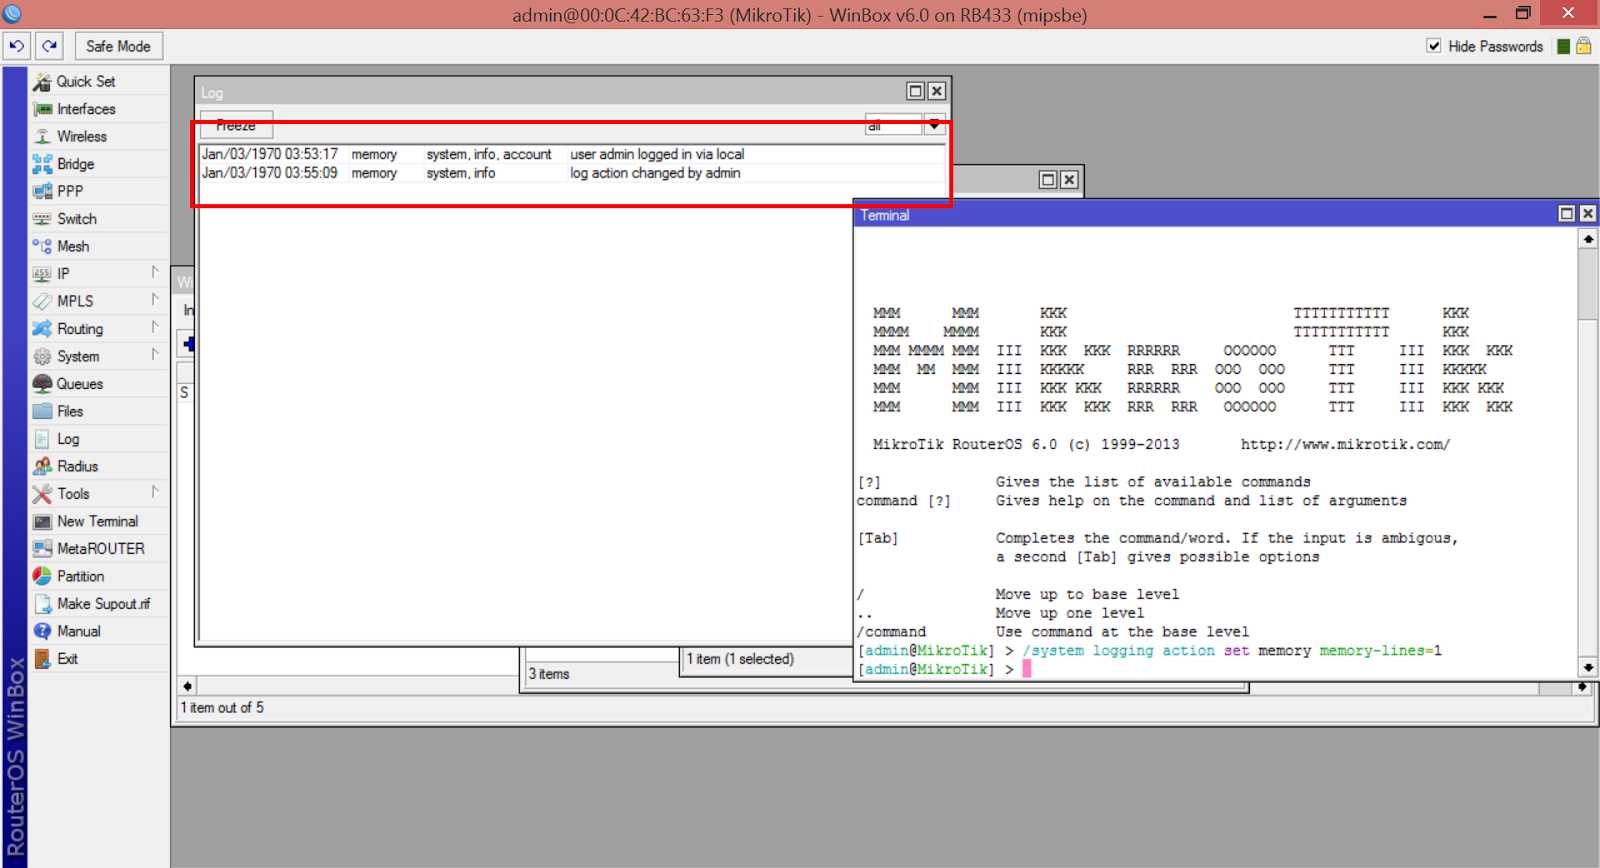 admin@00:0C:42:BC:63:F3 (MikroTik) - WinBox v6.0 on RB433 (mipsbe)
Safe Mode
Hide Passwords
Quick Set
Interfaces
Wireless
Bridge
PPP
Switch
Mesh
IP
MPLS
Routing
System
Queues
Files
Log
Radius
Tools
New Terminal
MetaROUTER
Partition
Make Supout.rif
Manual
Exit
RouterOS WinBox
Log
Freeze
all
Jan/03/1970 03:53:17 memory system, info, account user admin logged in via local
Jan/03/1970 03:55:09 memory system, info log action changed by admin
S
3 items
1 item (1 selected)
1 item out of 5
Terminal
MMM MMM KKK TTTTTTTTTTT KKK
MMMM MMMM KKK TTTTTTTTTTT KKK
MMM MMMM MMM III KKK KKK RRRRRR OOOOOO TTT III KKK KKK
MMM MM MMM III KKKKK RRR RRR OOO OOO TTT III KKKKK
MMM MMM III KKK KKK RRRRRR OOO OOO TTT III KKK KKK
MMM MMM III KKK KKK RRR RRR OOOOOO TTT III KKK KKK
MikroTik RouterOS 6.0 (c) 1999-2013 http://www.mikrotik.com/
[?] Gives the list of available commands
command [?] Gives help on the command and list of arguments
[Tab] Completes the command/word. If the input is ambigous,
a second [Tab] gives possible options
/ Move up to base level
.. Move up one level
/command Use command at the base level
[admin@MikroTik] > /system logging action set memory memory-lines=1
[admin@MikroTik] >